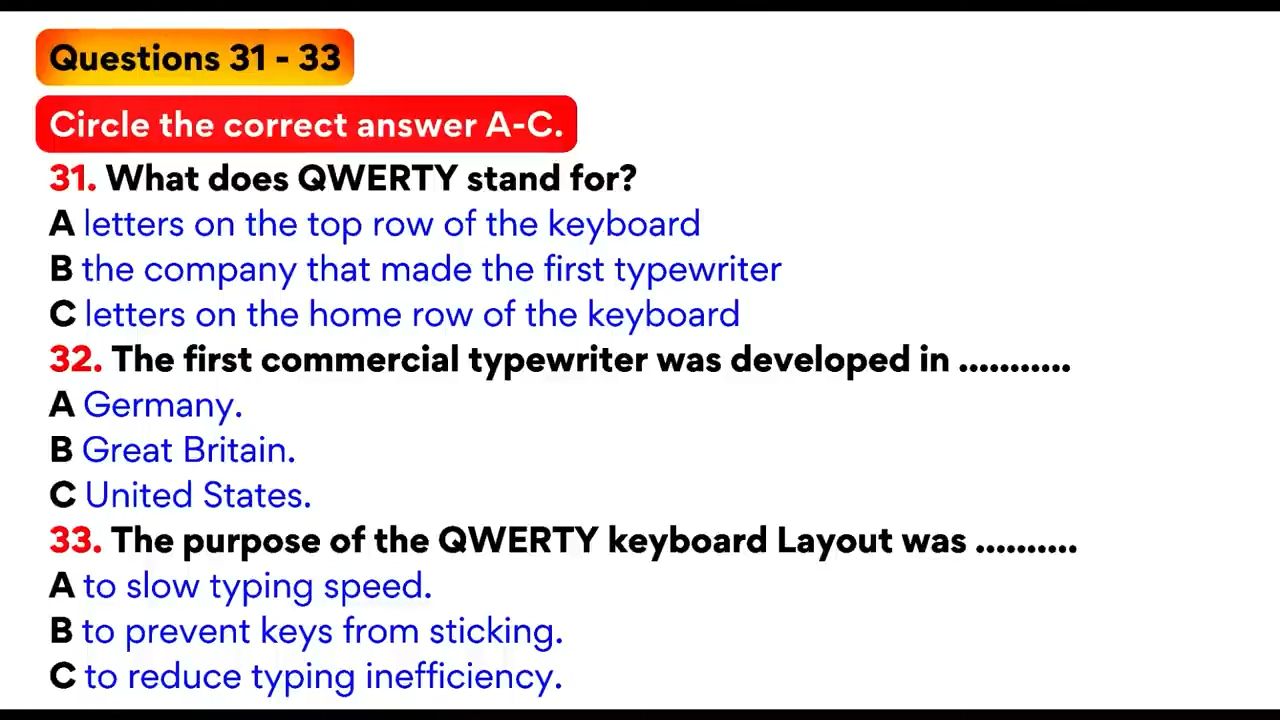 Questions 31 - 33
Circle the correct answer A-C.
31. What does QWERTY stand for?
A letters on the top row of the keyboard
B the company that made the first typewriter
C letters on the home row of the keyboard
32. The first commercial typewriter was developed in ...........
A Germany.
B Great Britain.
C United States.
33. The purpose of the QWERTY keyboard Layout was ..........
A to slow typing speed.
B to prevent keys from sticking.
C to reduce typing inefficiency.